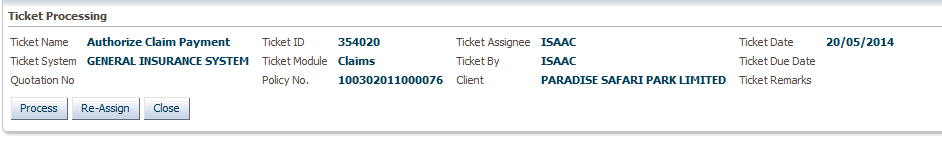 Ticket Processing
Ticket Name Authorize Claim Payment Ticket ID 354020 Ticket Assignee ISAAC Ticket Date 20/05/2014
Ticket System GENERAL INSURANCE SYSTEM Ticket Module Claims Ticket By ISAAC Ticket Due Date
Quotation No Policy No. 100302011000076 Client PARADISE SAFARI PARK LIMITED Ticket Remarks
Process Re-Assign Close